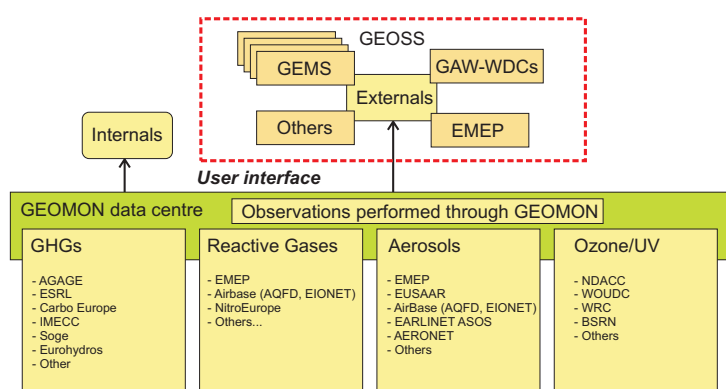 GEOSS
GEMS
GAW-WDCs
Externals
Others
EMEP
Internals
User interface
GEOMON data centre
Observations performed through GEOMON
GHGs
- AGAGE
- ESRL
- Carbo Europe
- IMECC
- Soge
- Eurohydros
- Other
Reactive Gases
- EMEP
- Airbase (AQFD, EIONET)
- NitroEurope
- Others...
Aerosols
- EMEP
- EUSAAR
- AirBase (AQFD, EIONET)
- EARLINET ASOS
- AERONET
- Others
Ozone/UV
- NDACC
- WOUDC
- WRC
- BSRN
- Others